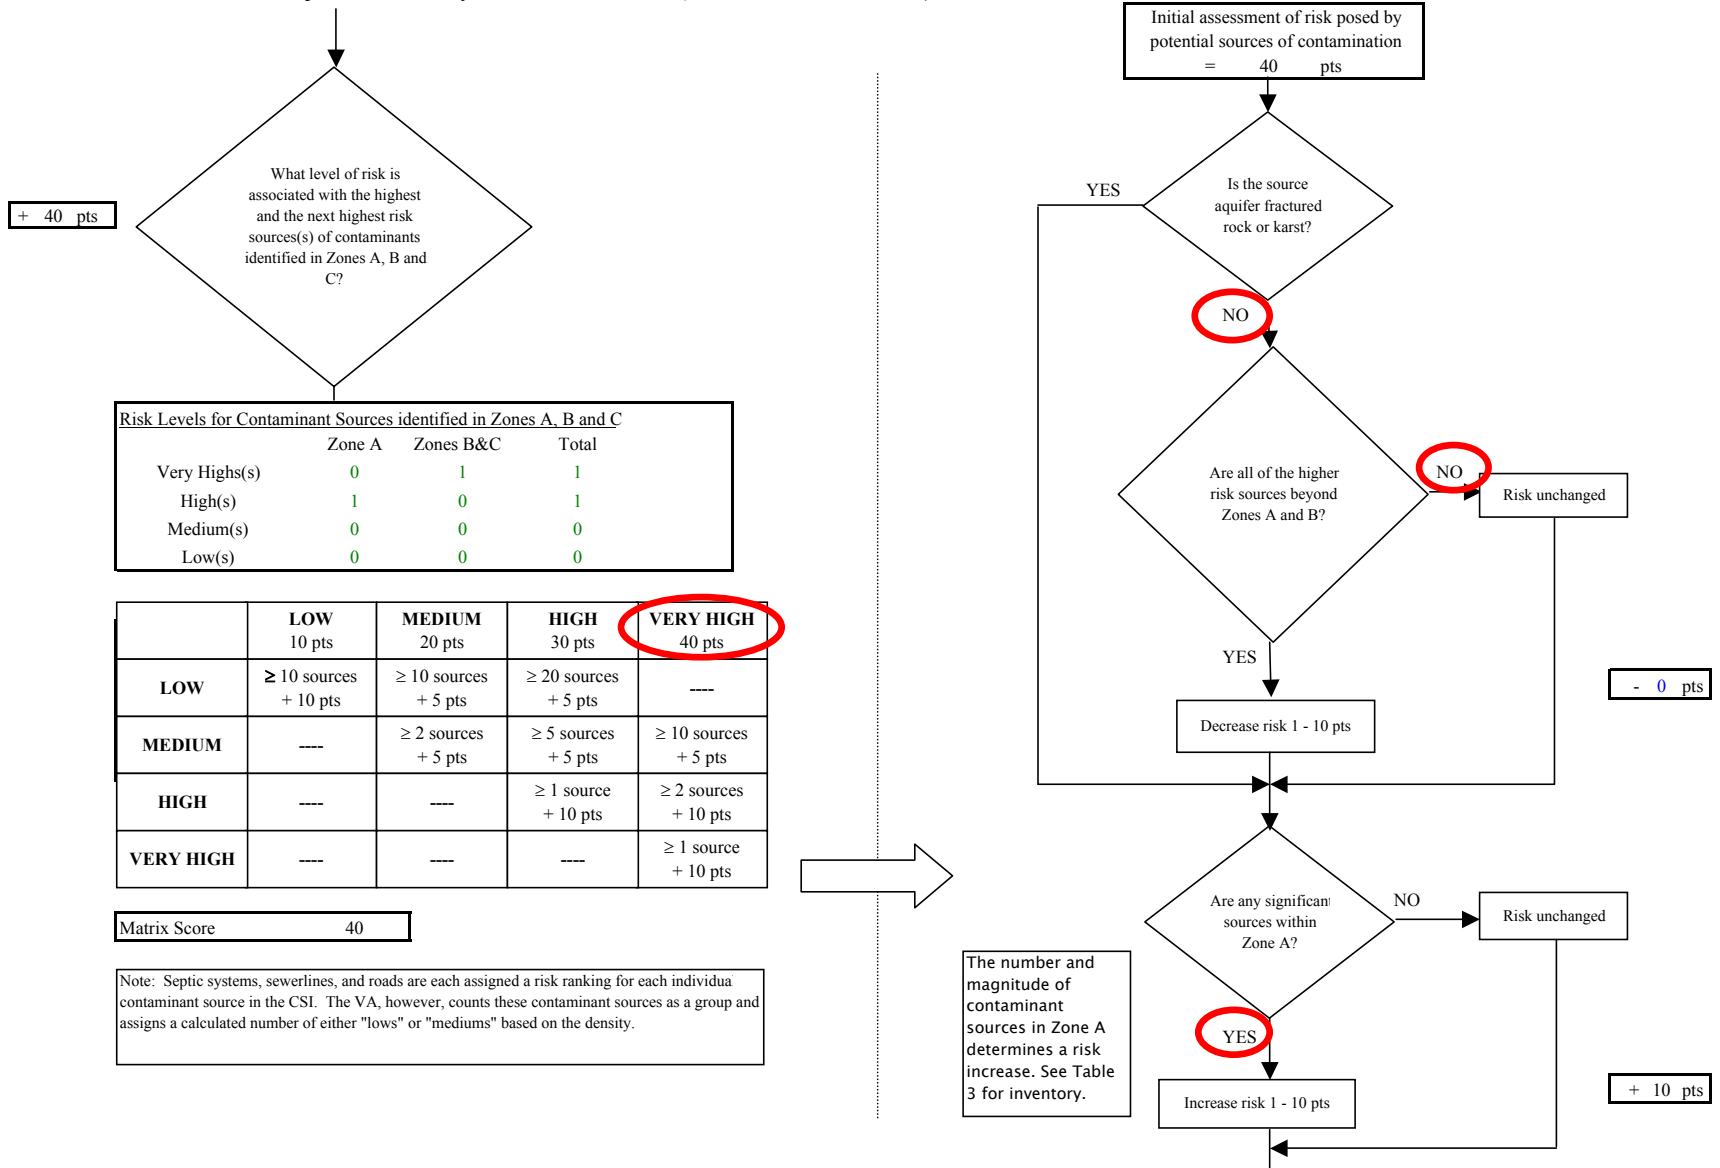 + 40 pts
What level of risk is
associated with the highest
and the next highest risk
sources(s) of contaminants
identified in Zones A, B and
C?
Risk Levels for Contaminant Sources identified in Zones A, B and C
Zone A Zones B&C Total
Very Highs(s) 0 1 1
High(s) 1 0 1
Medium(s) 0 0 0
Low(s) 0 0 0
LOW MEDIUM HIGH VERY HIGH
10 pts 20 pts 30 pts 40 pts
LOW ≥ 10 sources ≥ 10 sources ≥ 20 sources ----
+ 10 pts + 5 pts + 5 pts
MEDIUM ---- ≥ 2 sources ≥ 5 sources ≥ 10 sources
+ 5 pts + 5 pts + 5 pts
HIGH ---- ---- ≥ 1 source ≥ 2 sources
+ 10 pts + 10 pts
VERY HIGH ---- ---- ---- ≥ 1 source
+ 10 pts
Matrix Score 40
Note: Septic systems, sewerlines, and roads are each assigned a risk ranking for each individua
contaminant source in the CSI. The VA, however, counts these contaminant sources as a group and
assigns a calculated number of either "lows" or "mediums" based on the density.
Initial assessment of risk posed by
potential sources of contamination
= 40 pts
YES
Is the source
aquifer fractured
rock or karst?
NO
Are all of the higher
risk sources beyond
Zones A and B?
NO
Risk unchanged
YES
Decrease risk 1 - 10 pts
- 0 pts
Are any significant
sources within
Zone A?
NO
Risk unchanged
The number and
magnitude of
contaminant
sources in Zone A
determines a risk
increase. See Table
3 for inventory.
YES
Increase risk 1 - 10 pts
+ 10 pts